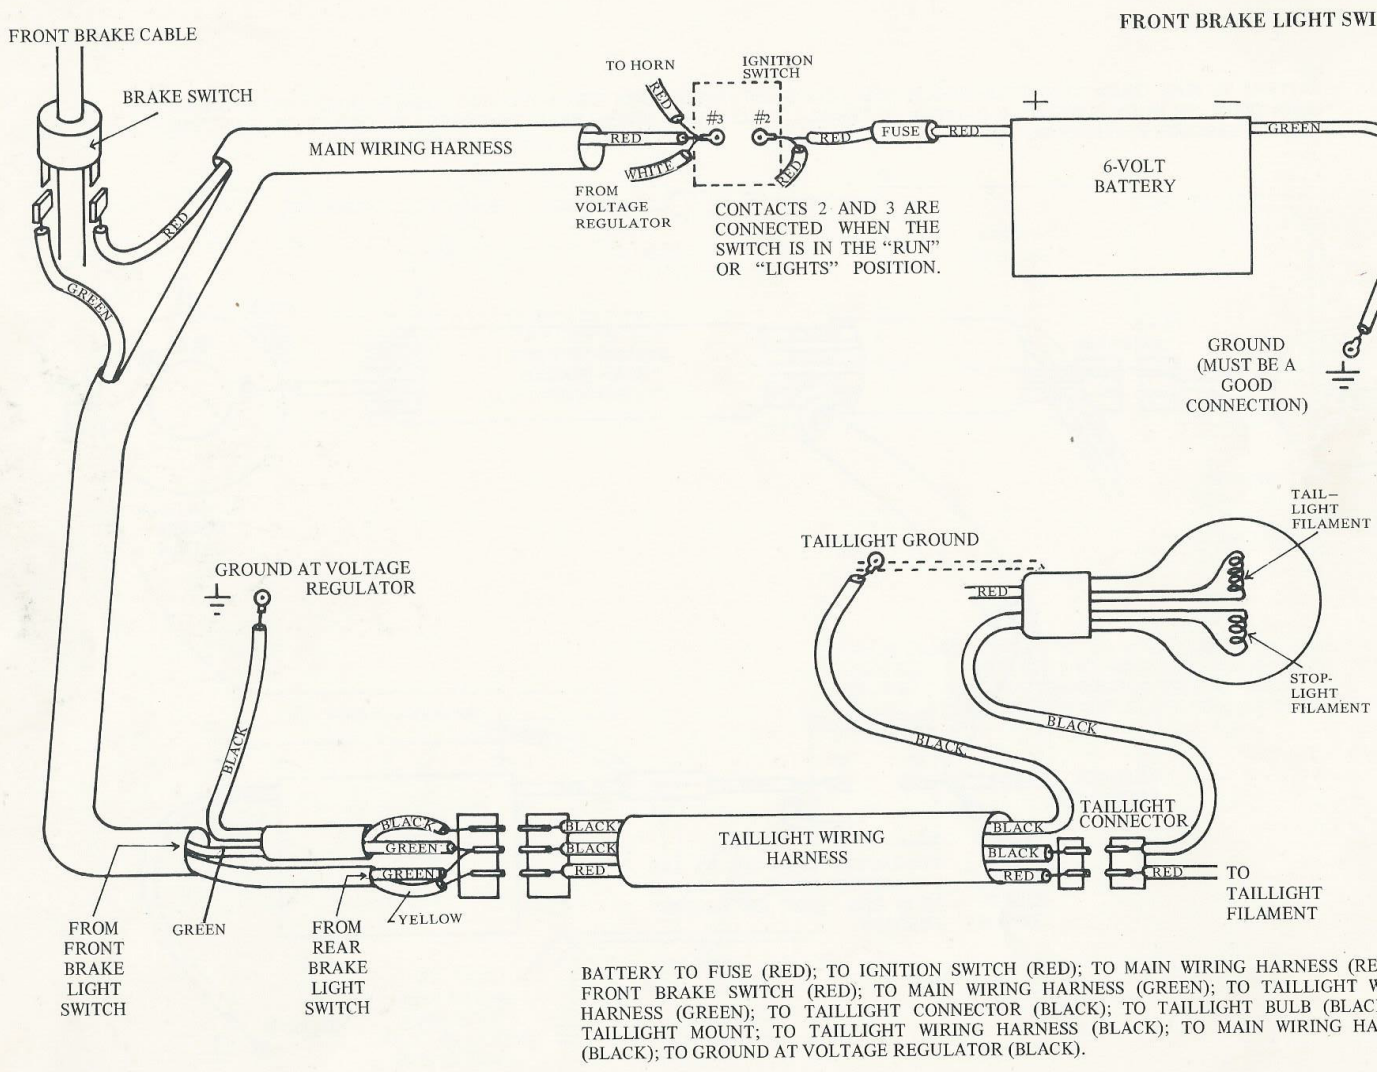 FRONT BRAKE LIGHT SWI
FRONT BRAKE CABLE
BRAKE SWITCH
TO HORN
IGNITION
SWITCH
RED
#3
#2
MAIN WIRING HARNESS
RED
WHITE
RED
RED
FUSE
RED
+
−
GREEN
6-VOLT
BATTERY
FROM
VOLTAGE
REGULATOR
CONTACTS 2 AND 3 ARE
CONNECTED WHEN THE
SWITCH IS IN THE “RUN”
OR “LIGHTS” POSITION.
RED
GREEN
GROUND
(MUST BE A
GOOD
CONNECTION)
TAIL–
LIGHT
FILAMENT
TAILLIGHT GROUND
RED
STOP-
LIGHT
FILAMENT
BLACK
BLACK
GROUND AT VOLTAGE
REGULATOR
BLACK
TAILLIGHT
CONNECTOR
BLACK
GREEN
GREEN
YELLOW
BLACK
BLACK
RED
TAILLIGHT WIRING
HARNESS
BLACK
BLACK
RED
RED
TO
TAILLIGHT
FILAMENT
FROM
FRONT
BRAKE
LIGHT
SWITCH
GREEN
FROM
REAR
BRAKE
LIGHT
SWITCH
BATTERY TO FUSE (RED); TO IGNITION SWITCH (RED); TO MAIN WIRING HARNESS (RE
FRONT BRAKE SWITCH (RED); TO MAIN WIRING HARNESS (GREEN); TO TAILLIGHT W
HARNESS (GREEN); TO TAILLIGHT CONNECTOR (BLACK); TO TAILLIGHT BULB (BLAC
TAILLIGHT MOUNT; TO TAILLIGHT WIRING HARNESS (BLACK); TO MAIN WIRING HA
(BLACK); TO GROUND AT VOLTAGE REGULATOR (BLACK).